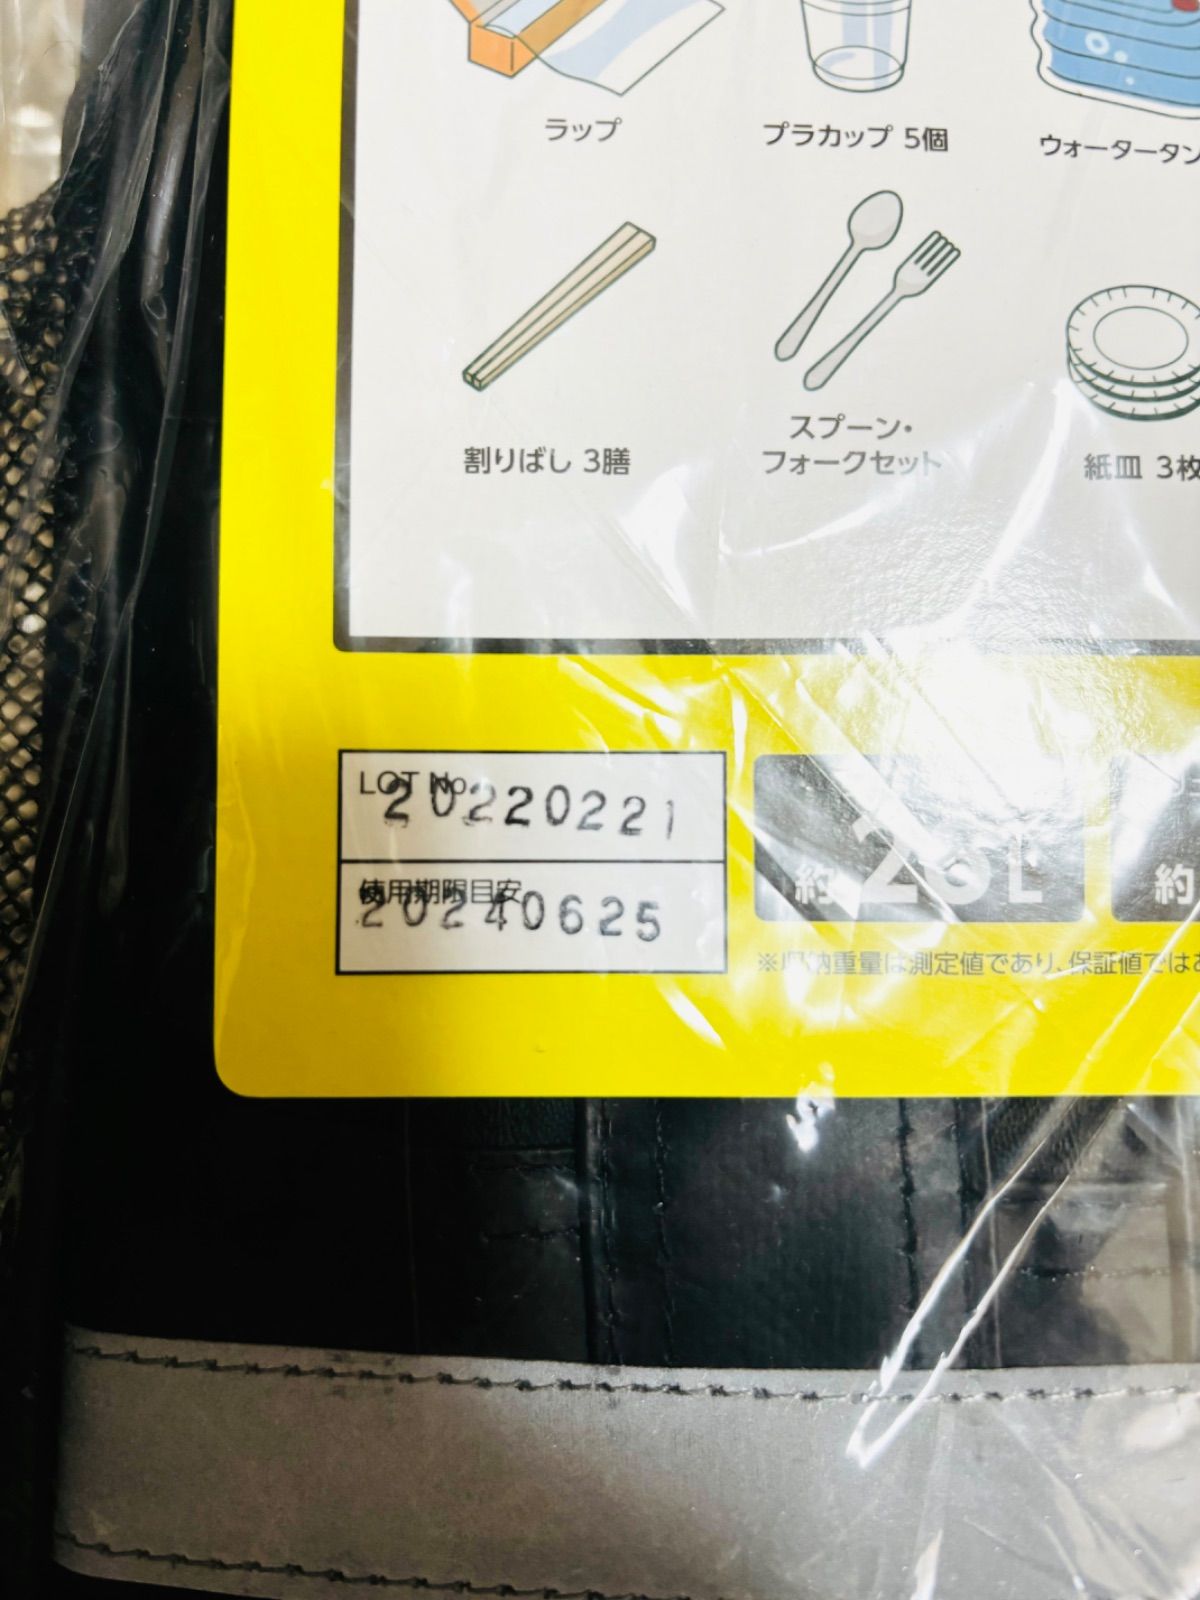 ラップ
プラカップ 5個
ウォータータン
割りばし 3膳
スプーン・
フォークセット
紙皿 3枚
LOT No.
20220221
使用期限目安
20240625
約
L
約
※収納重量は測定値であり、保証値ではあ